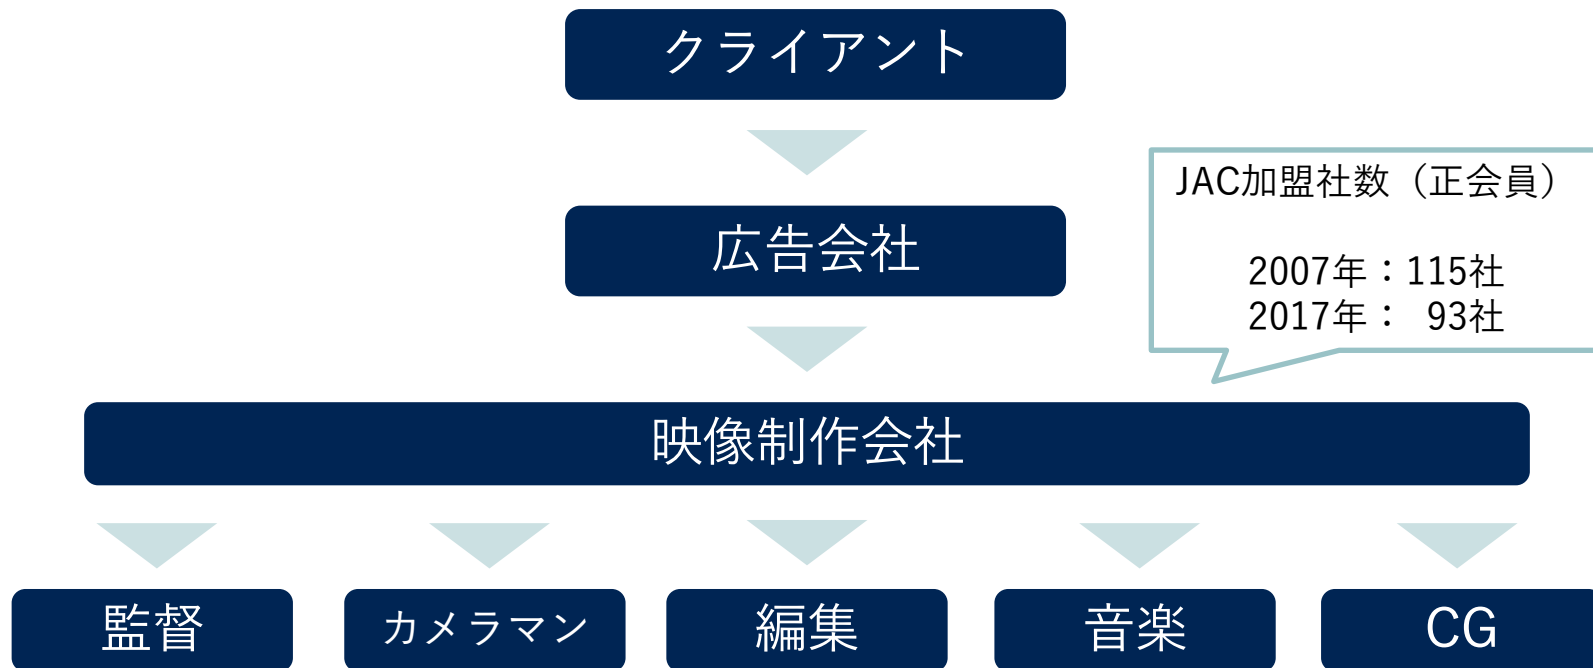 クライアント
広告会社
JAC加盟社数（正会員）
2007年：115社
2017年： 93社
映像制作会社
監督
カメラマン
編集
音楽
CG